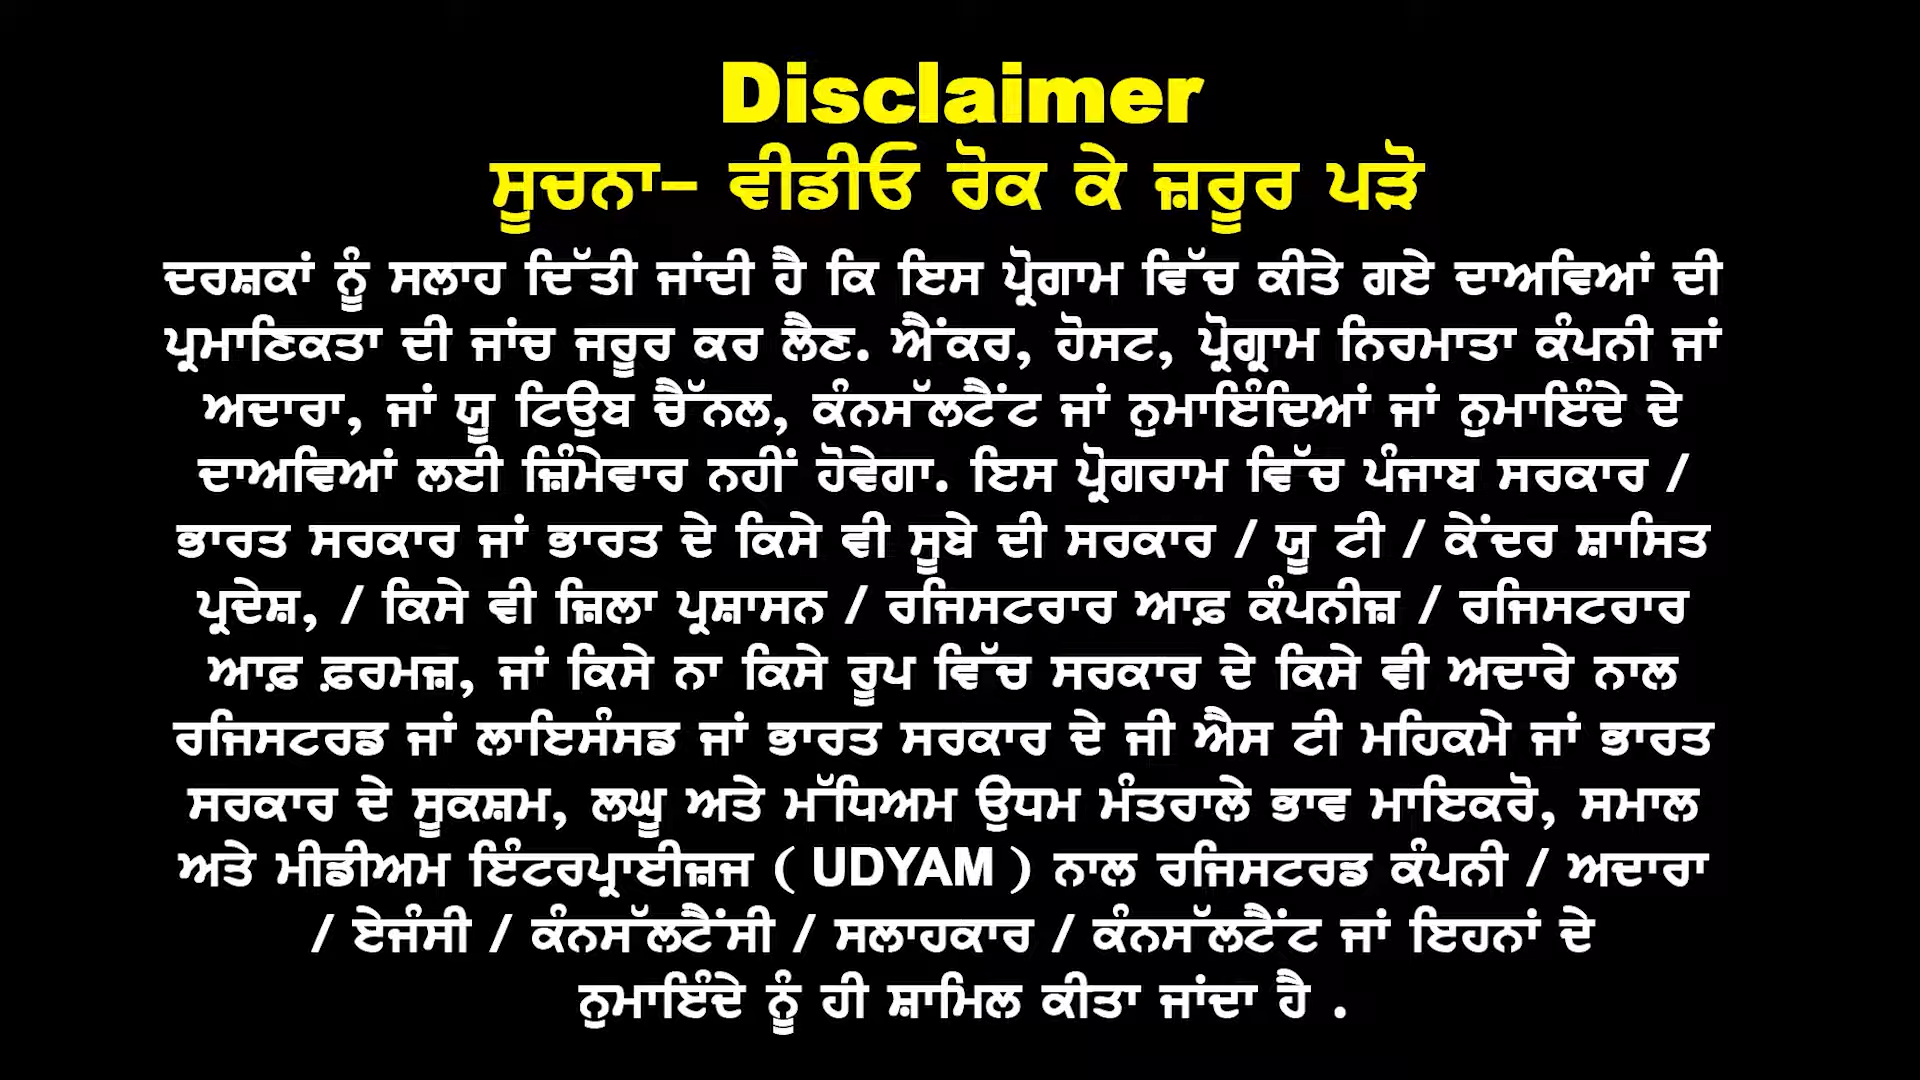 Disclaimer
ਸੂਚਨਾ- ਵੀਡੀਓ ਰੋਕ ਕੇ ਜ਼ਰੂਰ ਪੜੋ
ਦਰਸ਼ਕਾਂ ਨੂੰ ਸਲਾਹ ਦਿੱਤੀ ਜਾਂਦੀ ਹੈ ਕਿ ਇਸ ਪ੍ਰੋਗਾਮ ਵਿੱਚ ਕੀਤੇ ਗਏ ਦਾਅਵਿਆਂ ਦੀ
ਪ੍ਰਮਾਣਿਕਤਾ ਦੀ ਜਾਂਚ ਜਰੂਰ ਕਰ ਲੈਣ. ਐਂਕਰ, ਹੋਸਟ, ਪ੍ਰੋਗ੍ਰਾਮ ਨਿਰਮਾਤਾ ਕੰਪਨੀ ਜਾਂ
ਅਦਾਰਾ, ਜਾਂ ਯੂ ਟਿਉਬ ਚੈੱਨਲ, ਕੰਨਸੱਲਟੈਂਟ ਜਾਂ ਨੁਮਾਇੰਦਿਆਂ ਜਾਂ ਨੁਮਾਇੰਦੇ ਦੇ
ਦਾਅਵਿਆਂ ਲਈ ਜ਼ਿੰਮੇਵਾਰ ਨਹੀਂ ਹੋਵੇਗਾ. ਇਸ ਪ੍ਰੋਗਰਾਮ ਵਿੱਚ ਪੰਜਾਬ ਸਰਕਾਰ /
ਭਾਰਤ ਸਰਕਾਰ ਜਾਂ ਭਾਰਤ ਦੇ ਕਿਸੇ ਵੀ ਸੂਬੇ ਦੀ ਸਰਕਾਰ / ਯੂ ਟੀ / ਕੇਂਦਰ ਸ਼ਾਸਿਤ
ਪ੍ਰਦੇਸ਼, / ਕਿਸੇ ਵੀ ਜ਼ਿਲਾ ਪ੍ਰਸ਼ਾਸਨ / ਰਜਿਸਟਰਾਰ ਆਫ਼ ਕੰਪਨੀਜ਼ / ਰਜਿਸਟਰਾਰ
ਆਫ਼ ਫ਼ਰਮਜ਼, ਜਾਂ ਕਿਸੇ ਨਾ ਕਿਸੇ ਰੂਪ ਵਿੱਚ ਸਰਕਾਰ ਦੇ ਕਿਸੇ ਵੀ ਅਦਾਰੇ ਨਾਲ
ਰਜਿਸਟਰਡ ਜਾਂ ਲਾਇਸੰਸਡ ਜਾਂ ਭਾਰਤ ਸਰਕਾਰ ਦੇ ਜੀ ਐਸ ਟੀ ਮਹਿਕਮੇ ਜਾਂ ਭਾਰਤ
ਸਰਕਾਰ ਦੇ ਸੂਕਸ਼ਮ, ਲਘੂ ਅਤੇ ਮੱਧਿਅਮ ਉਧਮ ਮੰਤਰਾਲੇ ਭਾਵ ਮਾਇਕਰੋ, ਸਮਾਲ
ਅਤੇ ਮੀਡੀਅਮ ਇੰਟਰਪ੍ਰਾਈਜ਼ਜ ( UDYAM ) ਨਾਲ ਰਜਿਸਟਰਡ ਕੰਪਨੀ / ਅਦਾਰਾ
/ ਏਜੰਸੀ / ਕੰਨਸੱਲਟੈਂਸੀ / ਸਲਾਹਕਾਰ / ਕੰਨਸੱਲਟੈਂਟ ਜਾਂ ਇਹਨਾਂ ਦੇ
ਨੁਮਾਇੰਦੇ ਨੂੰ ਹੀ ਸ਼ਾਮਿਲ ਕੀਤਾ ਜਾਂਦਾ ਹੈ .